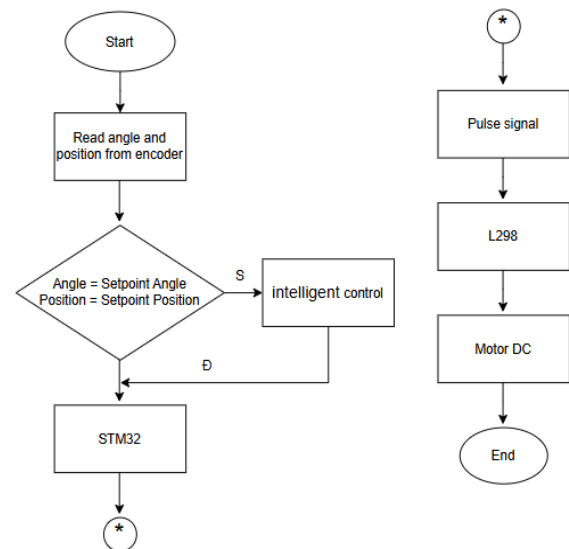 Start
Read angle and
position from encoder
Angle = Setpoint Angle
Position = Setpoint Position
S
intelligent control
Đ
STM32
*
*
Pulse signal
L298
Motor DC
End